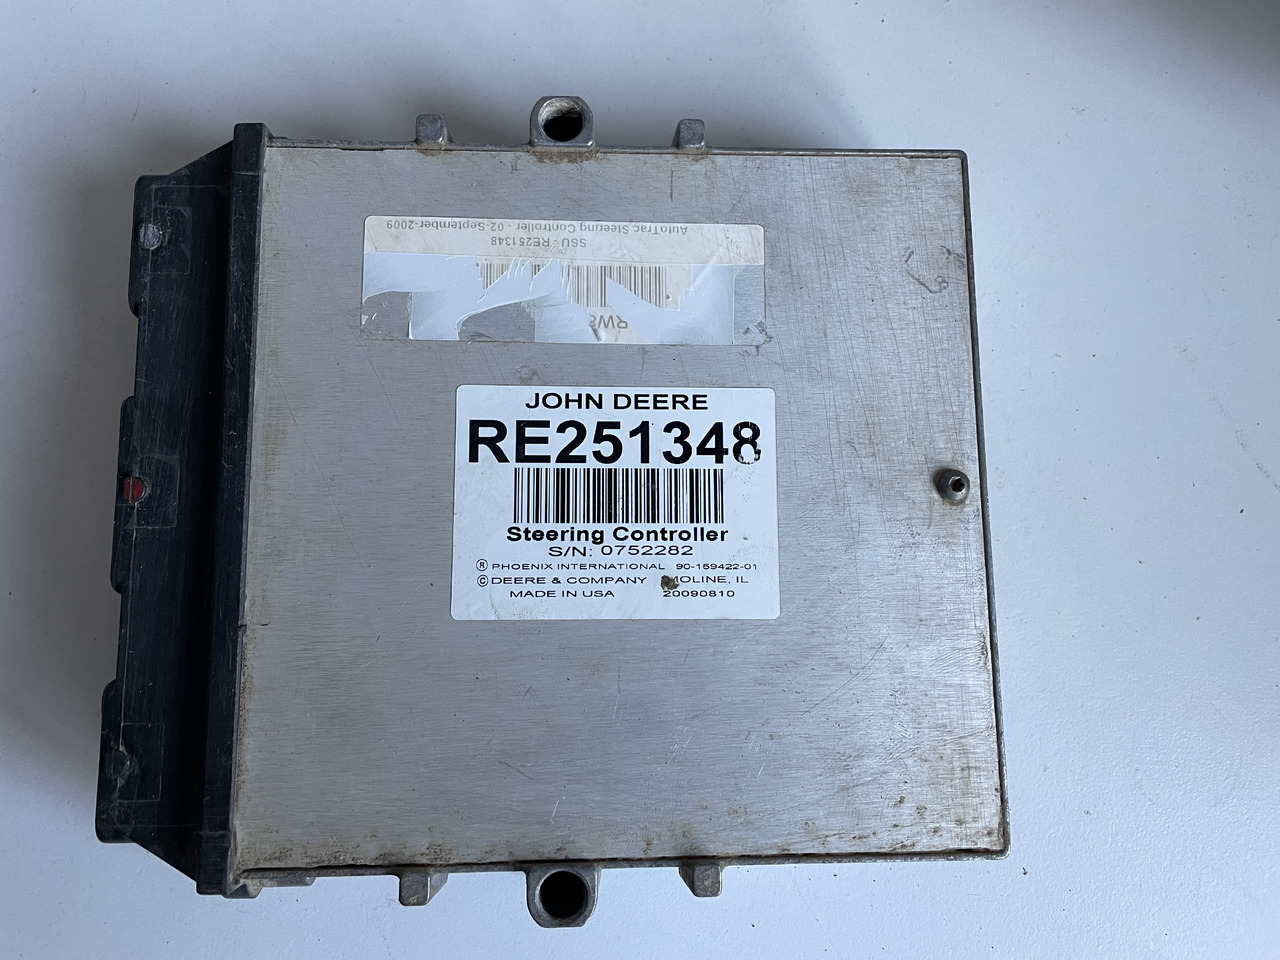 AutoTrac Steering Controller - 02-September-2009
SSU - RE251348
JOHN DEERE
RE251348
Steering Controller
S/N: 0752282
® PHOENIX INTERNATIONAL 90-159422-01
© DEERE & COMPANY MOLINE, IL
MADE IN USA 20090810